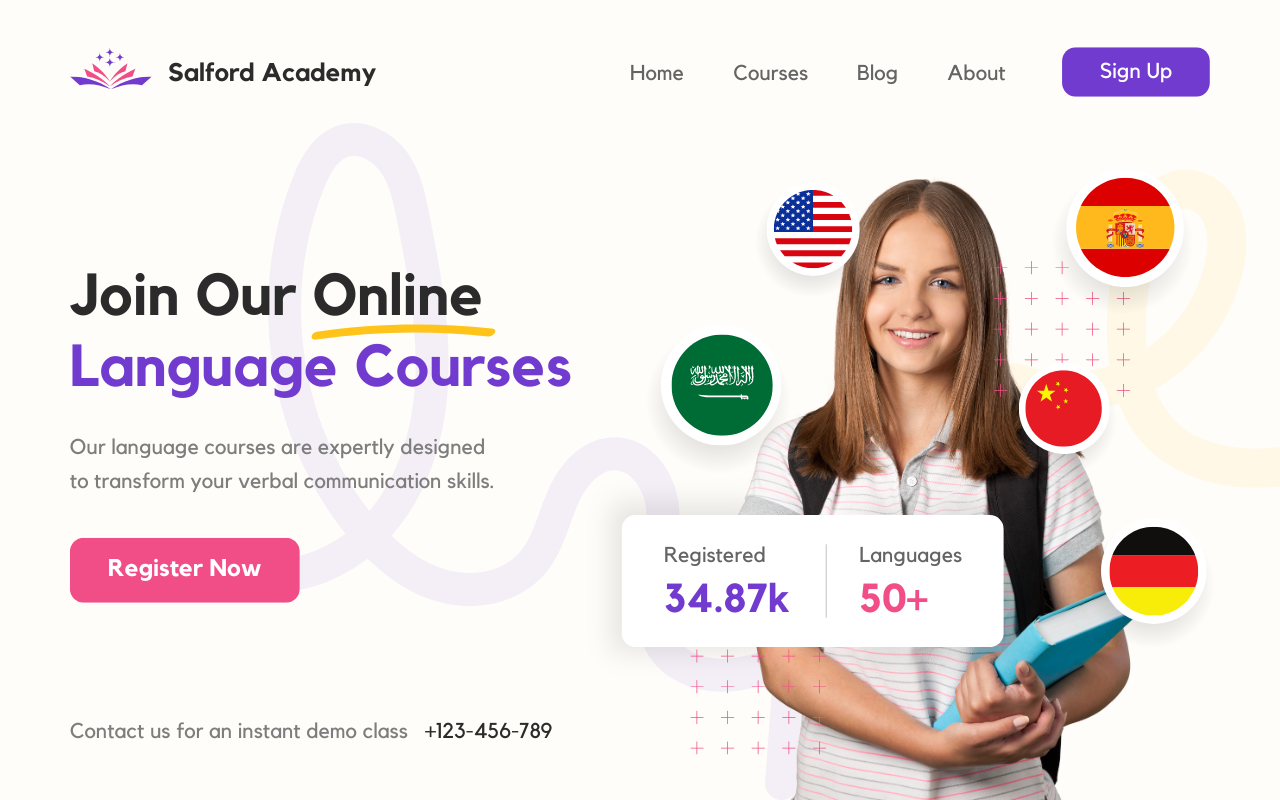 Salford Academy
Home
Courses
Blog
About
Sign Up
Join Our Online
Language Courses
Our language courses are expertly designed
to transform your verbal communication skills.
Register Now
Registered
34.87k
Languages
50+
Contact us for an instant demo class +123-456-789